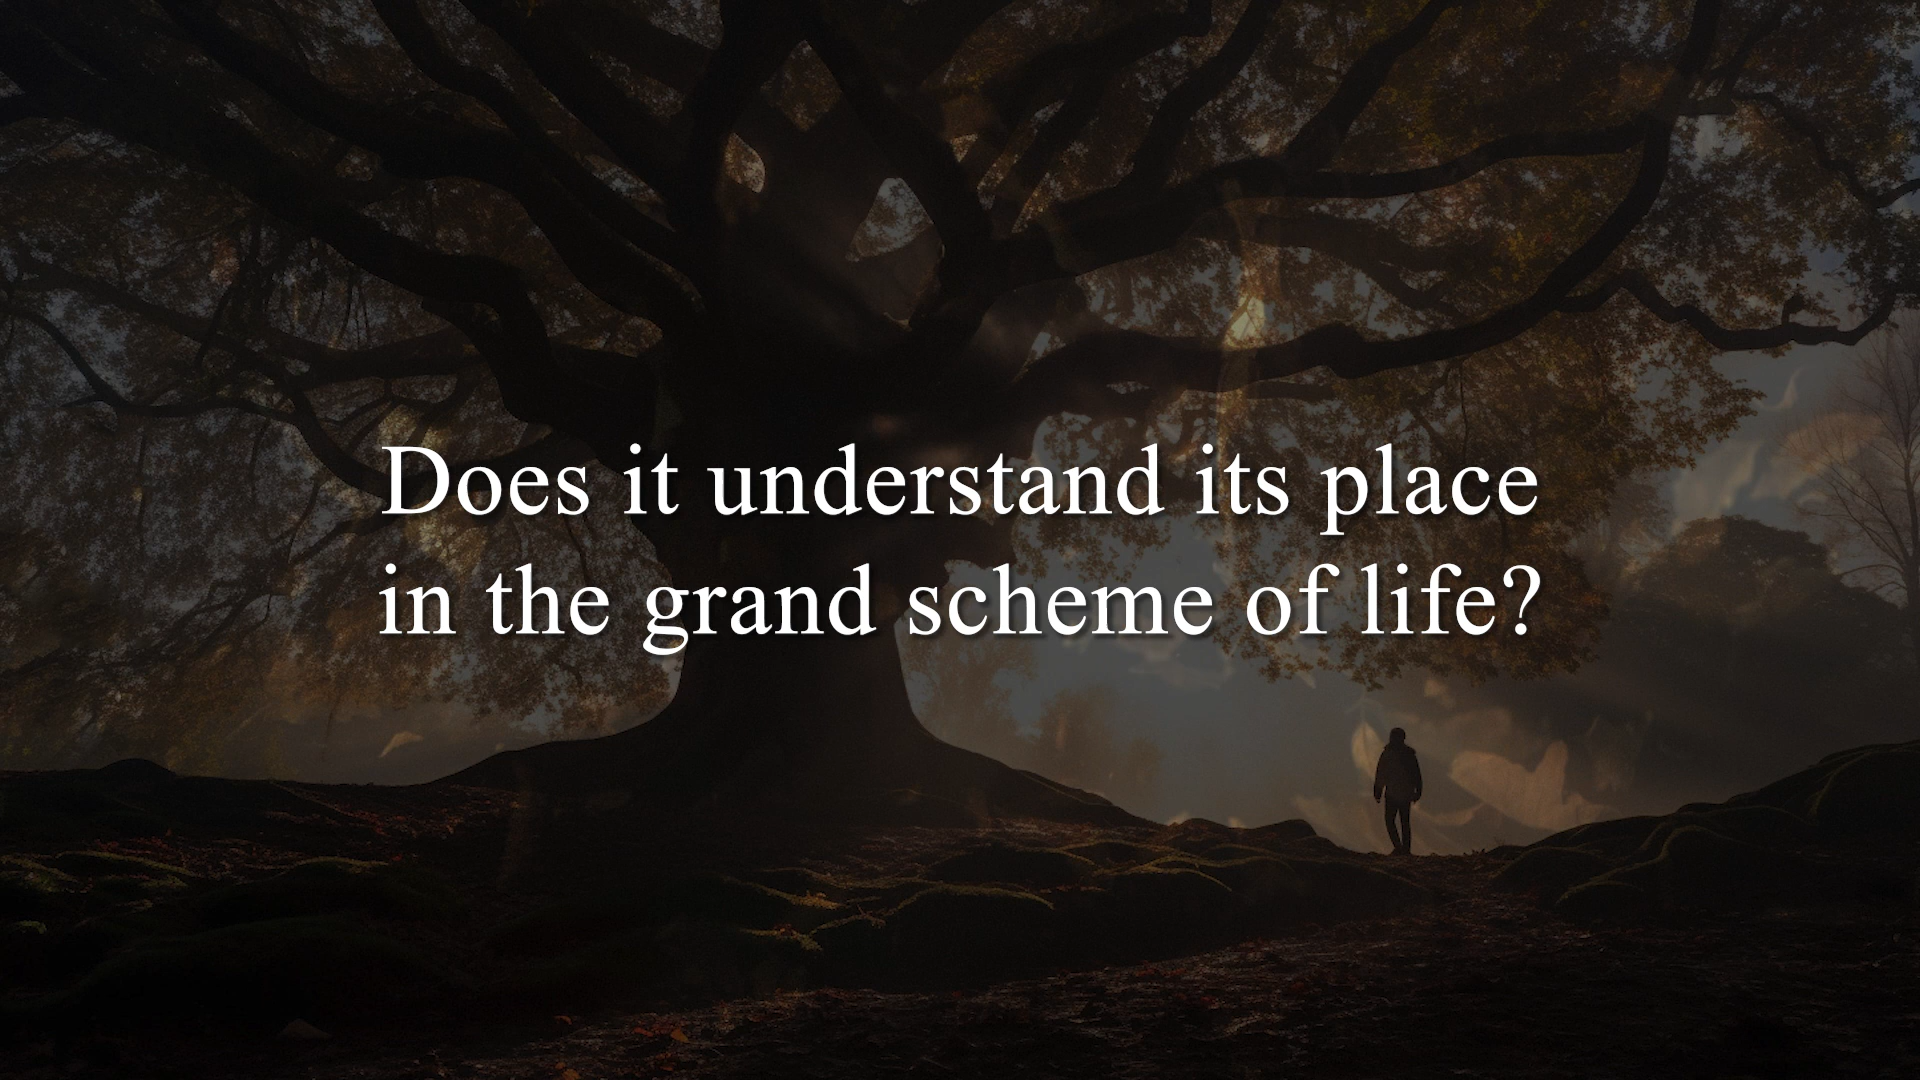 Does it understand its place
in the grand scheme of life?